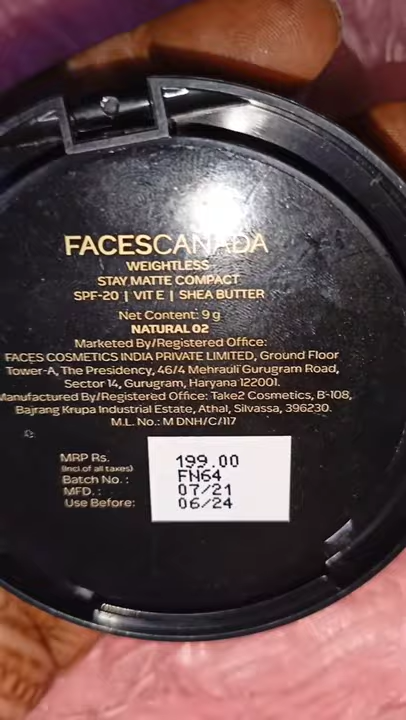 FACESCANADA
WEIGHTLESS
STAY MATTE COMPACT
SPF-20 | VIT E | SHEA BUTTER
Net Content: 9 g
NATURAL 02
Marketed By/Registered Office:
FACES COSMETICS INDIA PRIVATE LIMITED, Ground Floor
Tower-A, The Presidency, 46/4 Mehrauli Gurugram Road,
Sector 14, Gurugram, Haryana 122001.
Manufactured By/Registered Office: Take2 Cosmetics, B-108,
Bajrang Krupa Industrial Estate, Athal, Silvassa, 396230.
M.L. No.: M DNH/C/117
MRP Rs. 199.00
(Incl.of all taxes)
Batch No. : FN64
MFD. : 07/21
Use Before: 06/24